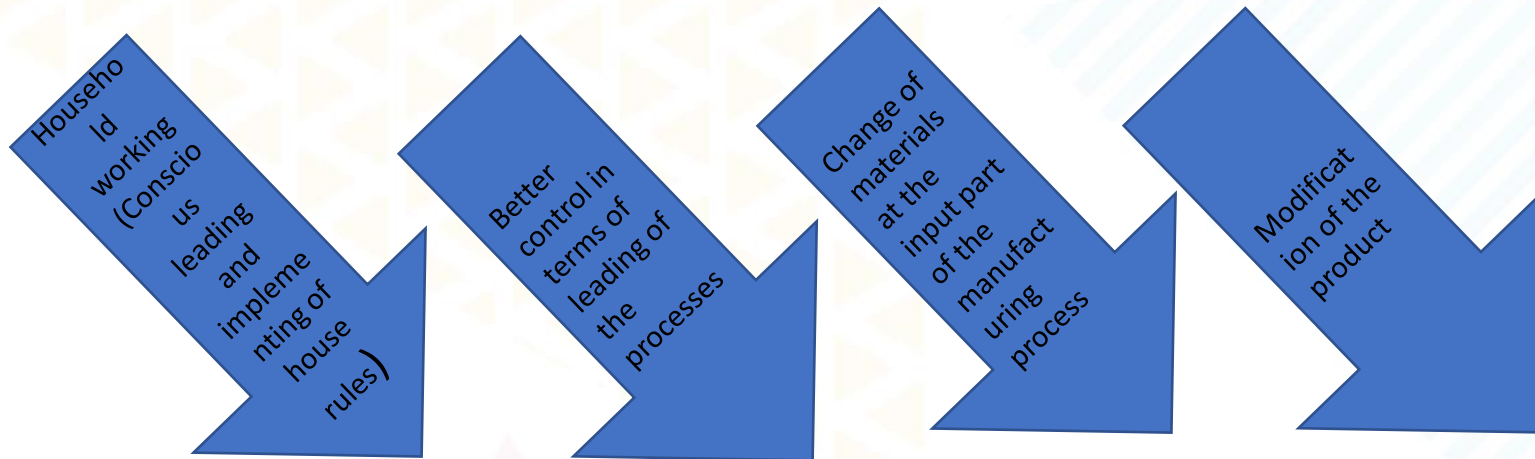 Househo
ld
working
(Conscio
us
leading
and
impleme
nting of
house
rules)
Better
control in
terms of
leading of
the
processes
Change of
materials
at the
input part
of the
manufact
uring
process
Modificat
ion of the
product